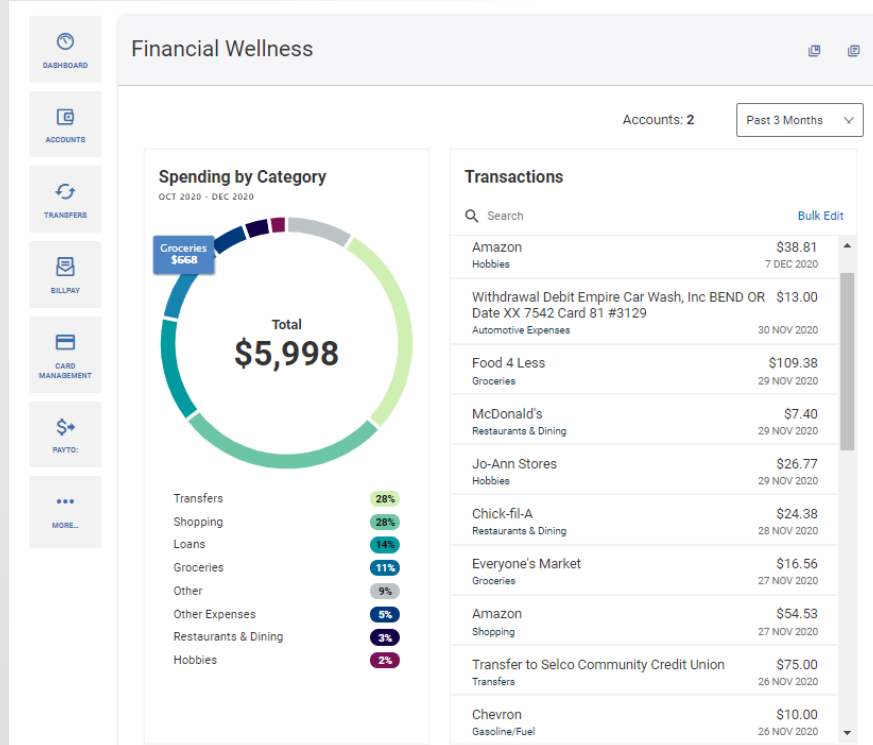 DASHBOARD
ACCOUNTS
TRANSFERS
BILLPAY
CARD
MANAGEMENT
PAYTO:
MORE...
Financial Wellness
Accounts: 2
Past 3 Months
Spending by Category
OCT 2020 - DEC 2020
Groceries
$668
Total
$5,998
Transfers 28%
Shopping 28%
Loans 14%
Groceries 11%
Other 9%
Other Expenses 5%
Restaurants & Dining 3%
Hobbies 2%
Transactions
Search
Bulk Edit
Amazon $38.81
Hobbies 7 DEC 2020
Withdrawal Debit Empire Car Wash, Inc BEND OR $13.00
Date XX 7542 Card 81 #3129
Automotive Expenses 30 NOV 2020
Food 4 Less $109.38
Groceries 29 NOV 2020
McDonald's $7.40
Restaurants & Dining 29 NOV 2020
Jo-Ann Stores $26.77
Hobbies 29 NOV 2020
Chick-fil-A $24.38
Restaurants & Dining 28 NOV 2020
Everyone's Market $16.56
Groceries 27 NOV 2020
Amazon $54.53
Shopping 27 NOV 2020
Transfer to Selco Community Credit Union $75.00
Transfers 26 NOV 2020
Chevron $10.00
Gasoline/Fuel 26 NOV 2020